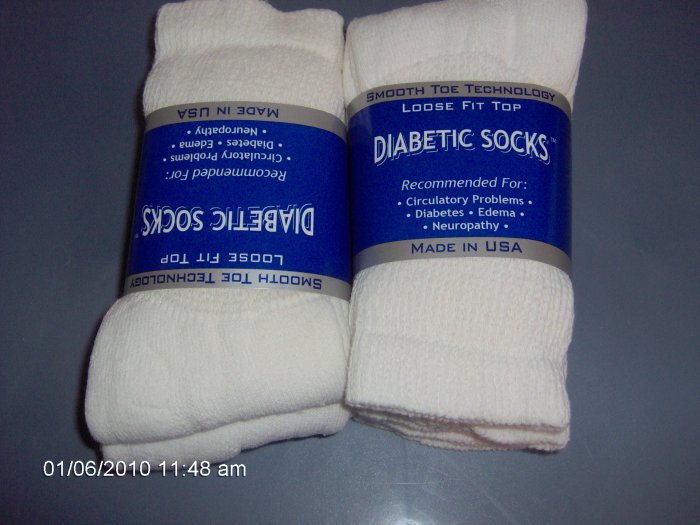 MADE IN USA
• Neuropathy •
• Diabetes • Edema •
• Circulatory Problems •
Recommended For:
DIABETIC SOCKS™
LOOSE FIT TOP
SMOOTH TOE TECHNOLOGY
SMOOTH TOE TECHNOLOGY
LOOSE FIT TOP
DIABETIC SOCKS™
Recommended For:
• Circulatory Problems •
• Diabetes • Edema •
• Neuropathy •
MADE IN USA
01/06/2010 11:48 am